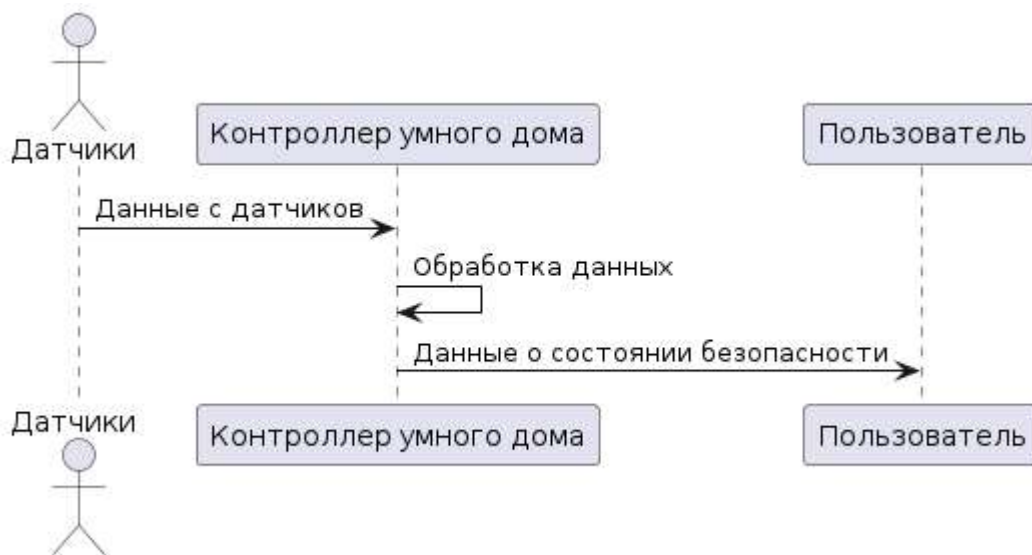 Датчики
Контроллер умного дома
Пользователь
Данные с датчиков
Обработка данных
Данные о состоянии безопасности
Датчики
Контроллер умного дома
Пользователь